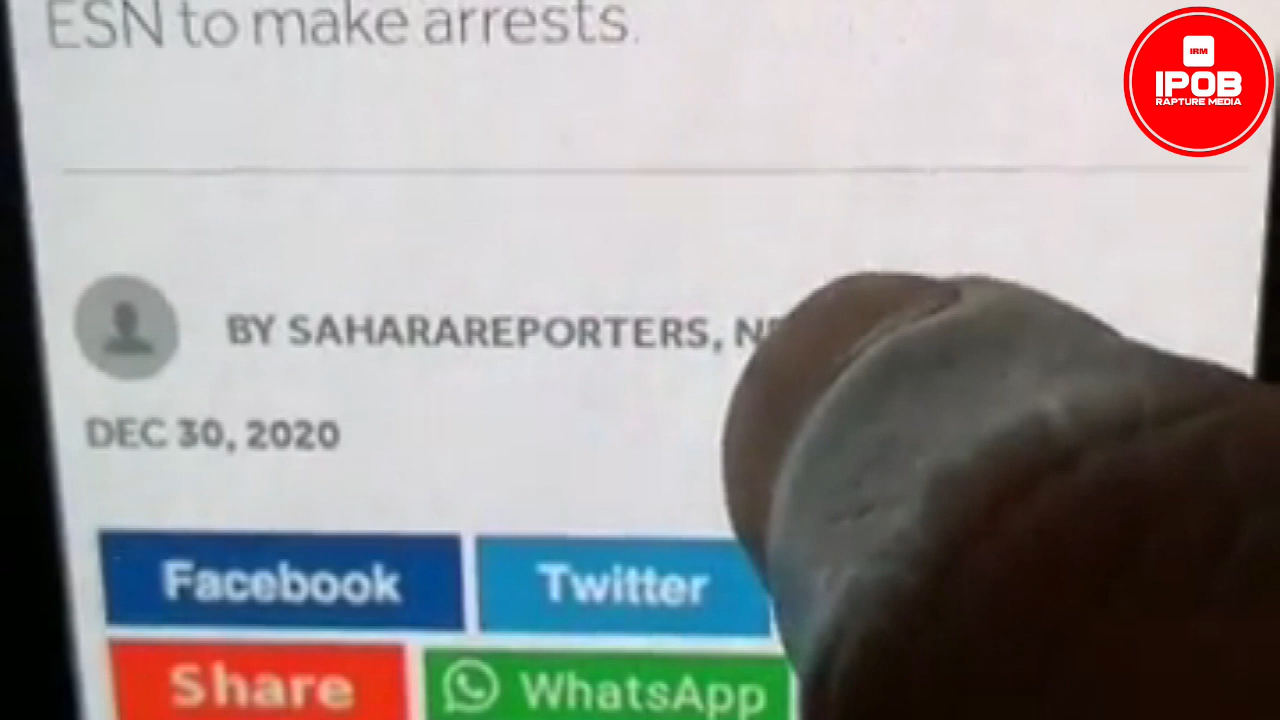 ESN to make arrests.
IRM
IPOB
RAPTURE MEDIA
BY SAHARAREPORTERS,
DEC 30, 2020
Facebook
Twitter
Share
WhatsApp